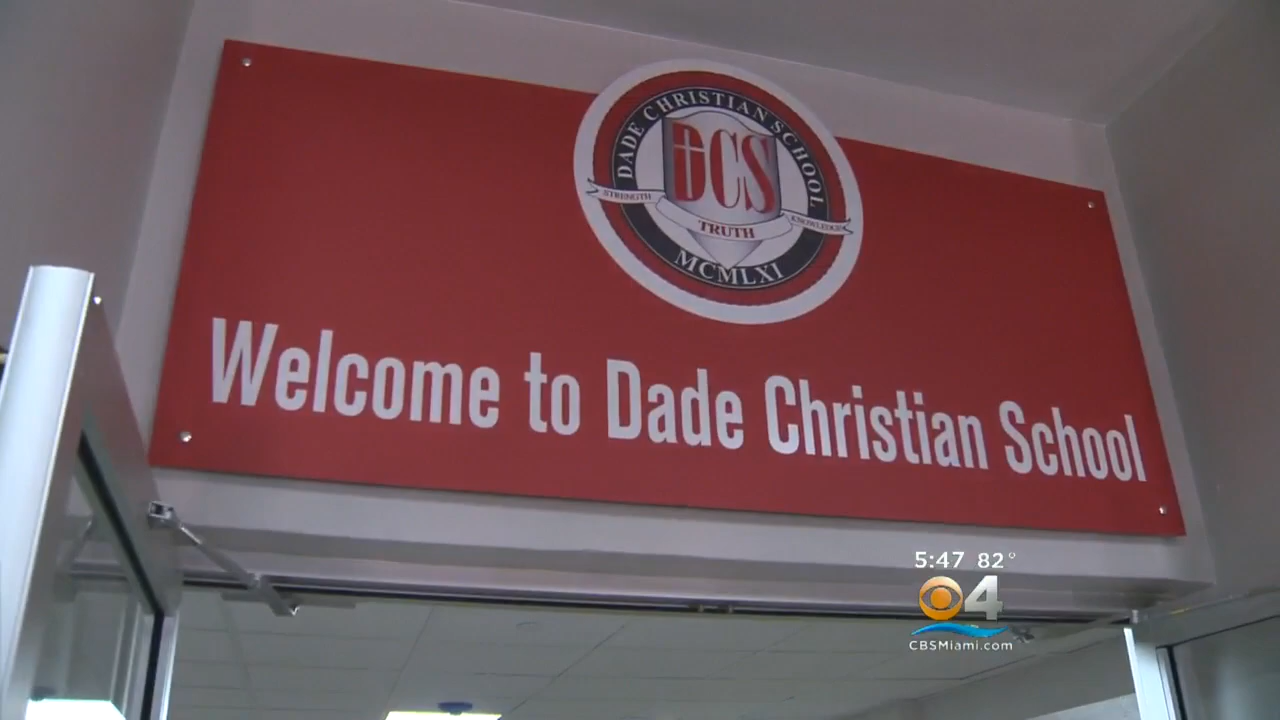 DADE CHRISTIAN SCHOOL
DCS
STRENGTH
TRUTH
KNOWLEDGE
MCMLXI
Welcome to Dade Christian School
5:47 82°
4
CBSMiami.com